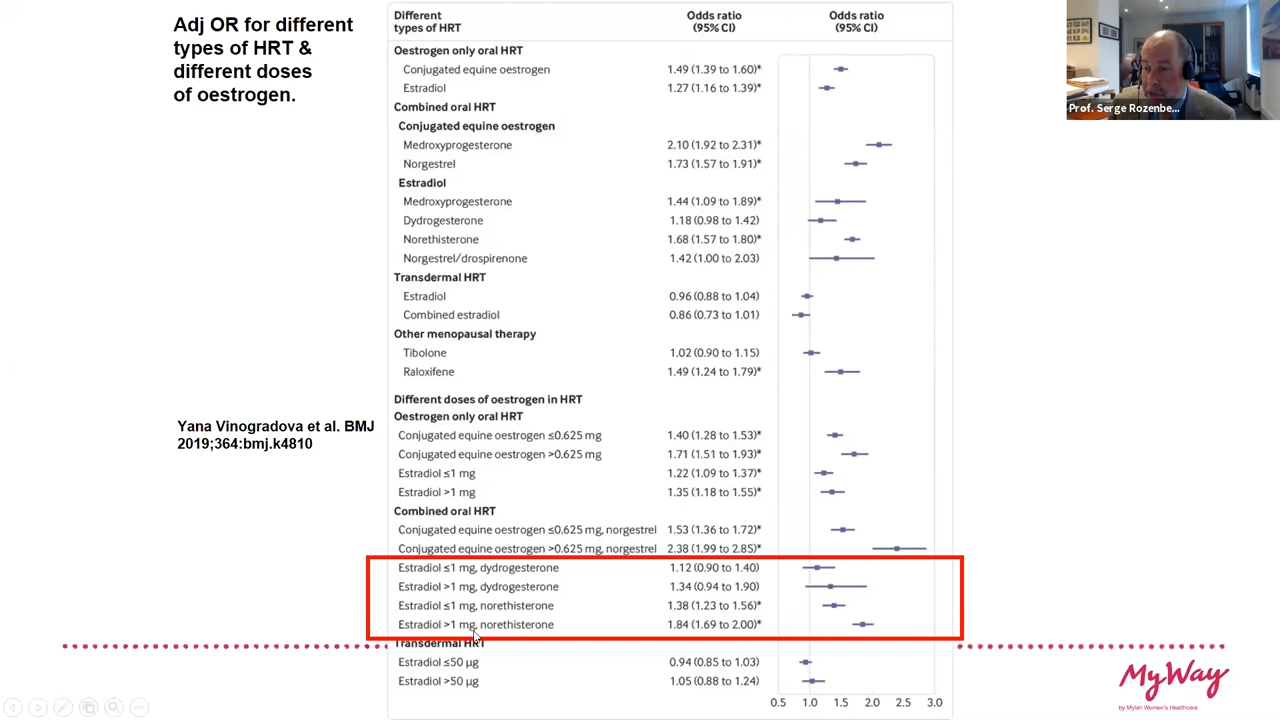 Adj OR for different
types of HRT &
different doses
of oestrogen.
Yana Vinogradova et al. BMJ
2019;364:bmj.k4810
Different types of HRT Odds ratio (95% CI) Odds ratio (95% CI)
Oestrogen only oral HRT
Conjugated equine oestrogen 1.49 (1.39 to 1.60)*
Estradiol 1.27 (1.16 to 1.39)*
Combined oral HRT
Conjugated equine oestrogen
Medroxyprogesterone 2.10 (1.92 to 2.31)*
Norgestrel 1.73 (1.57 to 1.91)*
Estradiol
Medroxyprogesterone 1.44 (1.09 to 1.89)*
Dydrogesterone 1.18 (0.98 to 1.42)
Norethisterone 1.68 (1.57 to 1.80)*
Norgestrel/drospirenone 1.42 (1.00 to 2.03)
Transdermal HRT
Estradiol 0.96 (0.88 to 1.04)
Combined estradiol 0.86 (0.73 to 1.01)
Other menopausal therapy
Tibolone 1.02 (0.90 to 1.15)
Raloxifene 1.49 (1.24 to 1.79)*
Different doses of oestrogen in HRT
Oestrogen only oral HRT
Conjugated equine oestrogen ≤0.625 mg 1.40 (1.28 to 1.53)*
Conjugated equine oestrogen >0.625 mg 1.71 (1.51 to 1.93)*
Estradiol ≤1 mg 1.22 (1.09 to 1.37)*
Estradiol >1 mg 1.35 (1.18 to 1.55)*
Combined oral HRT
Conjugated equine oestrogen ≤0.625 mg, norgestrel 1.53 (1.36 to 1.72)*
Conjugated equine oestrogen >0.625 mg, norgestrel 2.38 (1.99 to 2.85)*
Estradiol ≤1 mg, dydrogesterone 1.12 (0.90 to 1.40)
Estradiol >1 mg, dydrogesterone 1.34 (0.94 to 1.90)
Estradiol ≤1 mg, norethisterone 1.38 (1.23 to 1.56)*
Estradiol >1 mg, norethisterone 1.84 (1.69 to 2.00)*
Transdermal HRT
Estradiol ≤50 µg 0.94 (0.85 to 1.03)
Estradiol >50 µg 1.05 (0.88 to 1.24)
0.5 1.0 1.5 2.0 2.5 3.0
Prof. Serge Rozenbe...
MyWay
by Mylan Women's Healthcare